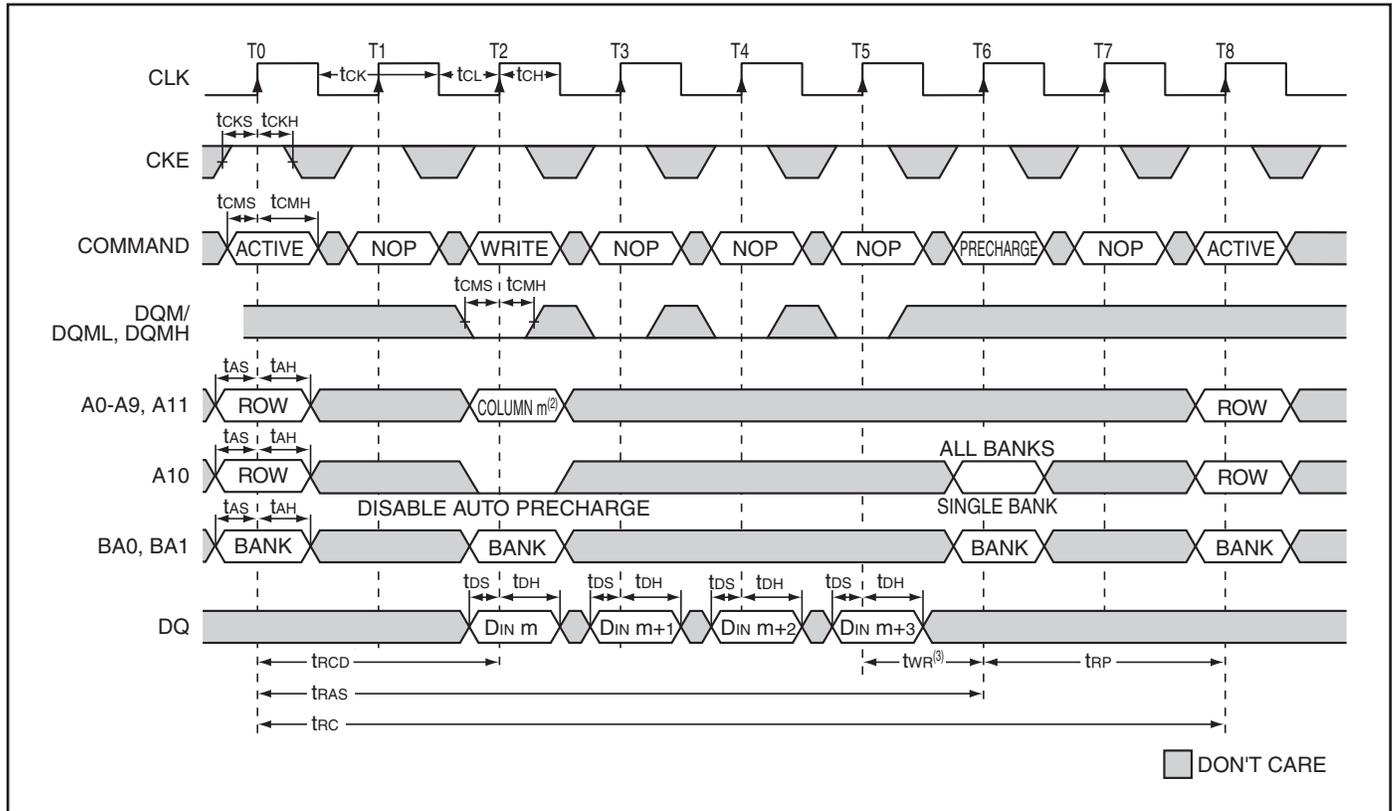 T0 T1 T2 T3 T4 T5 T6 T7 T8
CLK tCK tCL tCH
tCKS tCKH
CKE
tCMS tCMH
COMMAND ACTIVE NOP WRITE NOP NOP NOP PRECHARGE NOP ACTIVE
tCMS tCMH
DQM/
DQML, DQMH
tAS tAH
A0-A9, A11 ROW COLUMN m(2) ROW
tAS tAH ALL BANKS
A10 ROW ROW
tAS tAH DISABLE AUTO PRECHARGE SINGLE BANK
BA0, BA1 BANK BANK BANK BANK
tDS tDH tDS tDH tDS tDH tDS tDH
DQ DIN m DIN m+1 DIN m+2 DIN m+3
tRCD tWR(3) tRP
tRAS
tRC
DON'T CARE